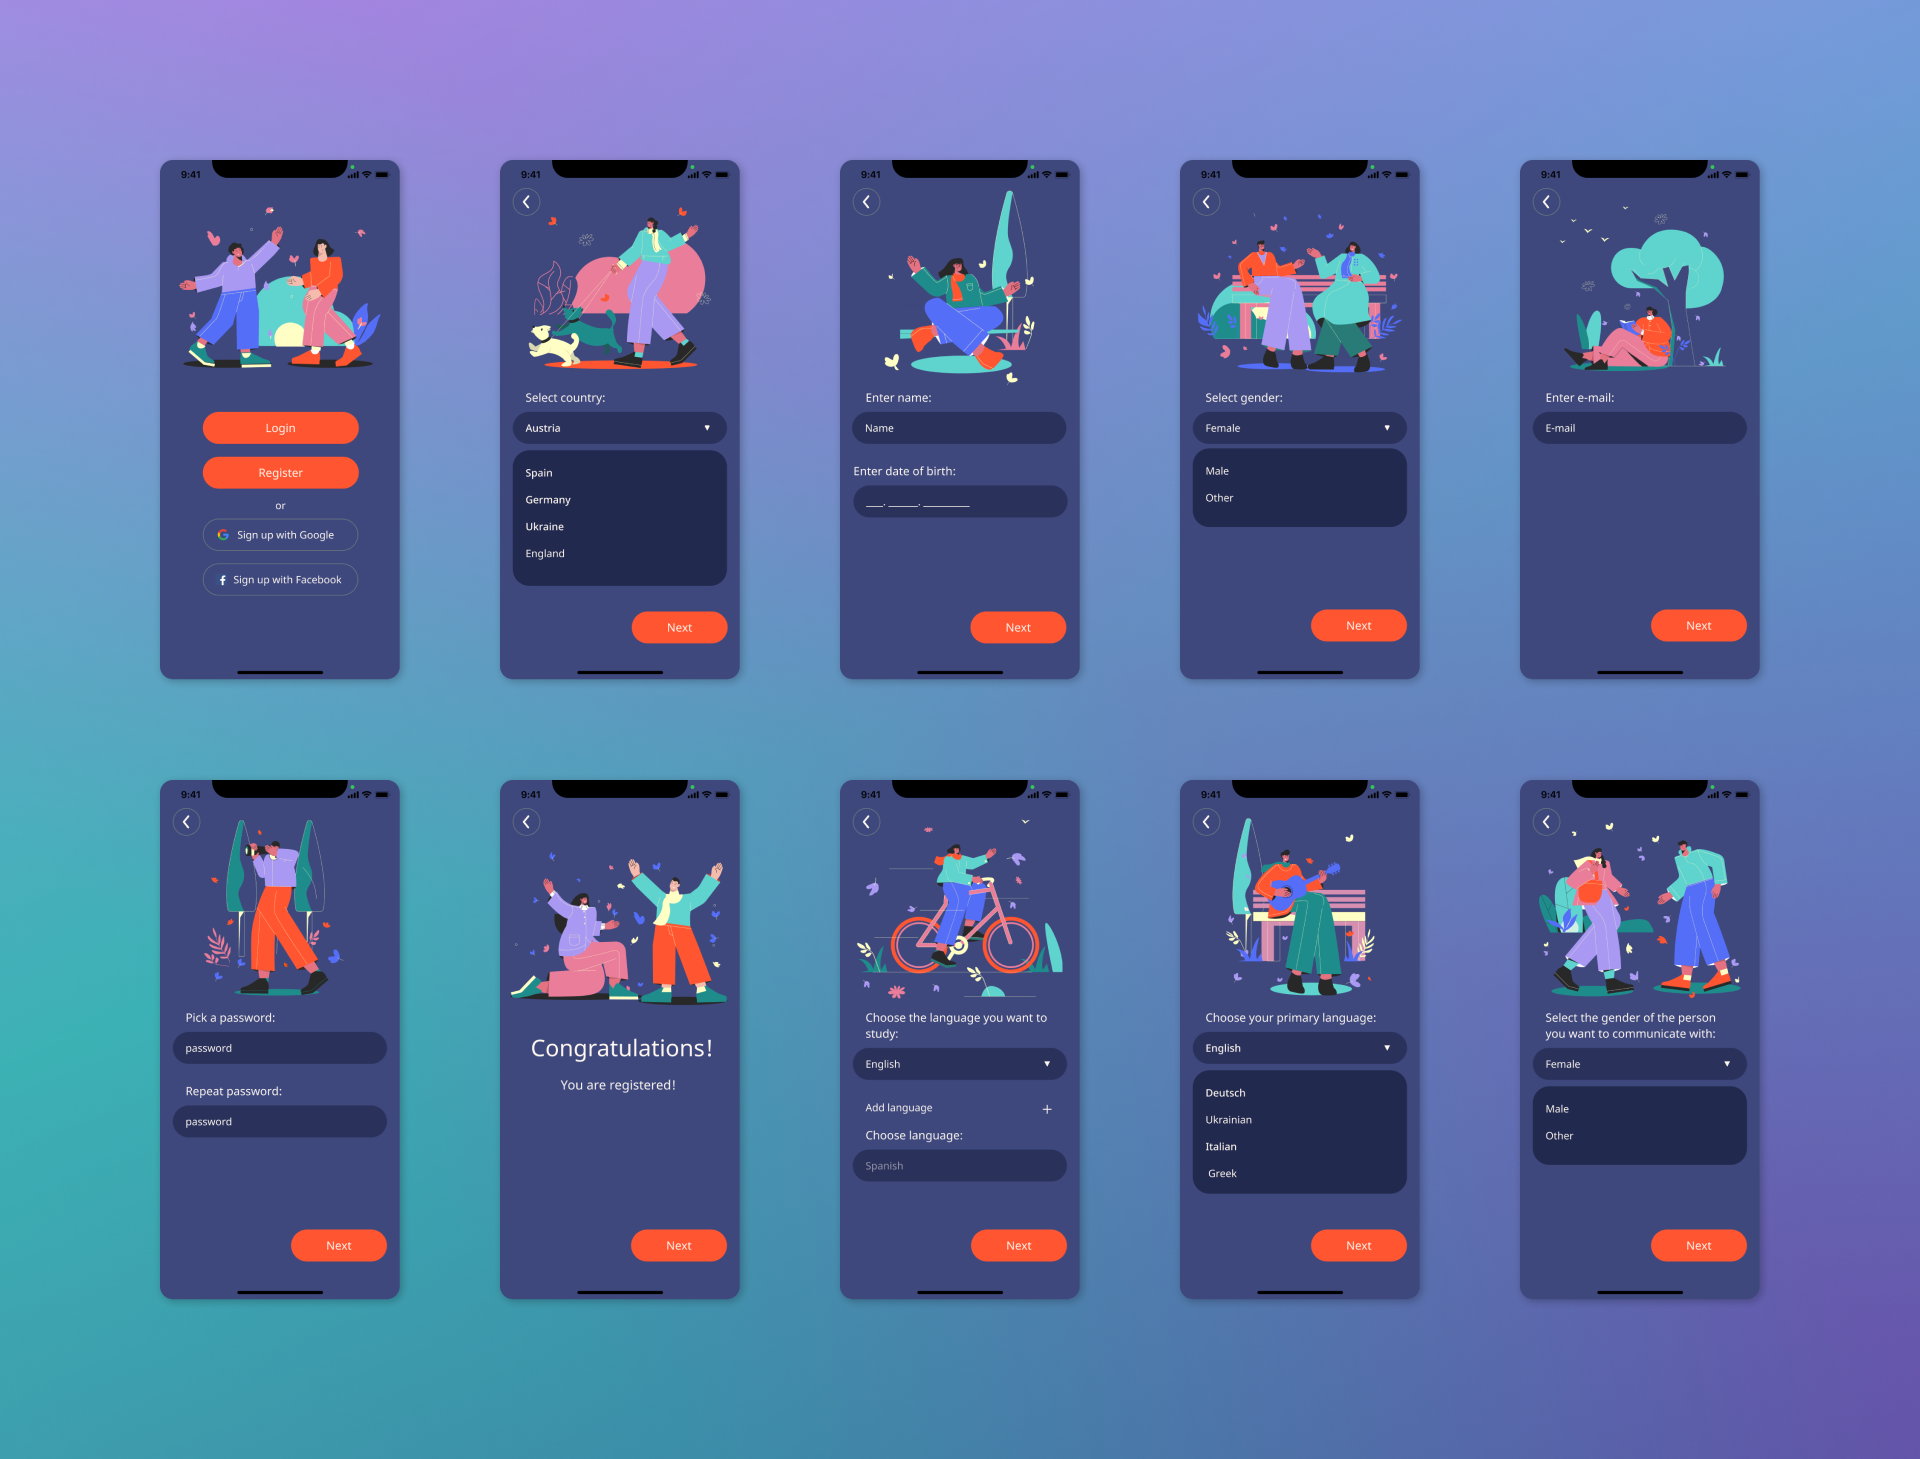 9:41
Login
Register
or
Sign up with Google
Sign up with Facebook
9:41
Select country:
Austria
Spain
Germany
Ukraine
England
Next
9:41
Enter name:
Name
Enter date of birth:
___. _____. ________
Next
9:41
Select gender:
Female
Male
Other
Next
9:41
Enter e-mail:
E-mail
Next
9:41
Pick a password:
password
Repeat password:
password
Next
9:41
Congratulations!
You are registered!
Next
9:41
Choose the language you want to
study:
English
Add language +
Choose language:
Spanish
Next
9:41
Choose your primary language:
English
Deutsch
Ukrainian
Italian
Greek
Next
9:41
Select the gender of the person
you want to communicate with:
Female
Male
Other
Next